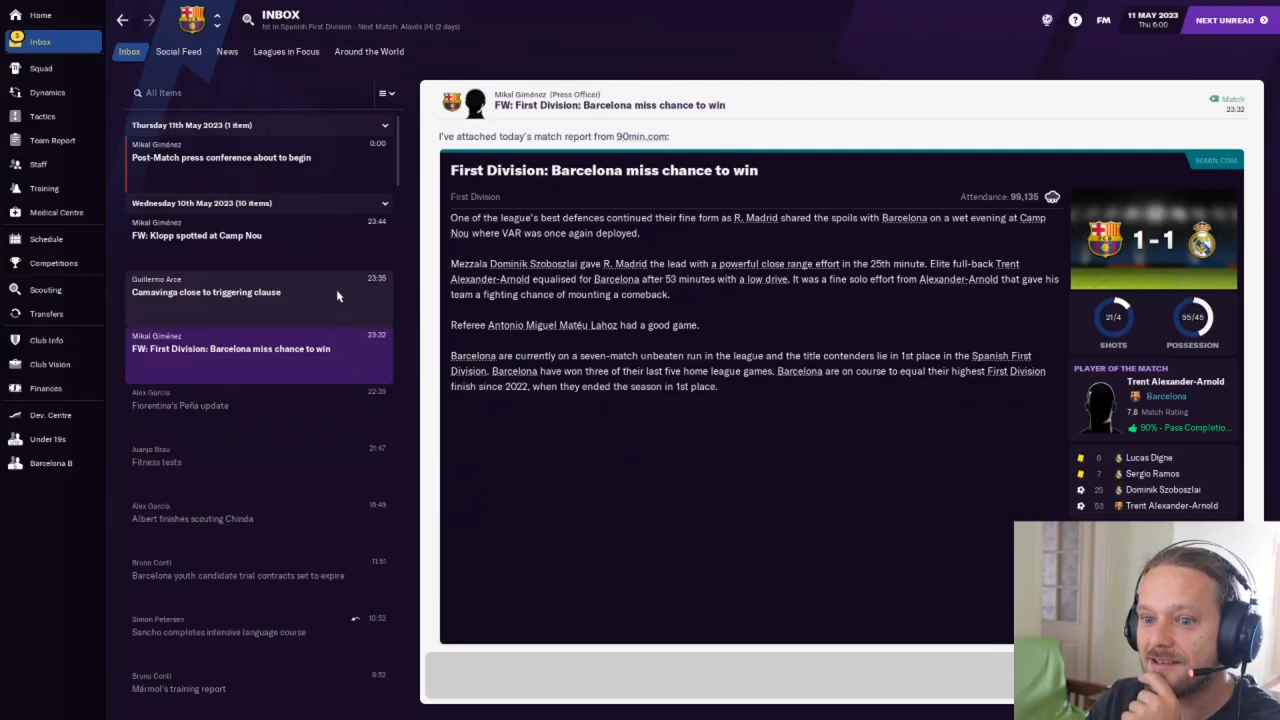 Home
INBOX
1st in Spanish First Division - Next Match: Alavés (H) (2 days)
FM
11 MAY 2023
Thu 6:00
NEXT UNREAD
3
Inbox
Squad
Dynamics
Tactics
Team Report
Staff
Training
Medical Centre
Schedule
Competitions
Scouting
Transfers
Club Info
Club Vision
Finances
Dev. Centre
Under 19s
Barcelona B
Inbox Social Feed News Leagues in Focus Around the World
All Items
Thursday 11th May 2023 (1 item)
Mikal Giménez 0:00
Post-Match press conference about to begin
Wednesday 10th May 2023 (10 items)
Mikal Giménez 23:44
FW: Klopp spotted at Camp Nou
Guillermo Arce 23:35
Camavinga close to triggering clause
Mikal Giménez 23:32
FW: First Division: Barcelona miss chance to win
Álex García 22:35
Fiorentina's Peña update
Juanjo Brau 21:47
Fitness tests
Álex García 16:49
Albert finishes scouting Chinda
Bruno Conti 11:51
Barcelona youth candidate trial contracts set to expire
Simon Petersen 10:52
Sancho completes intensive language course
Bruno Conti 8:52
Mármol's training report
Mikal Giménez (Press Officer)
FW: First Division: Barcelona miss chance to win
Match
23:32
I've attached today's match report from 90min.com:
First Division: Barcelona miss chance to win
90MIN.COM
First Division Attendance: 99,135
One of the league's best defences continued their fine form as R. Madrid shared the spoils with Barcelona on a wet evening at Camp
Nou where VAR was once again deployed.
Mezzala Dominik Szoboszlai gave R. Madrid the lead with a powerful close range effort in the 25th minute. Elite full-back Trent
Alexander-Arnold equalised for Barcelona after 53 minutes with a low drive. It was a fine solo effort from Alexander-Arnold that gave his
team a fighting chance of mounting a comeback.
Referee Antonio Miguel Matéu Lahoz had a good game.
Barcelona are currently on a seven-match unbeaten run in the league and the title contenders lie in 1st place in the Spanish First
Division. Barcelona have won three of their last five home league games. Barcelona are on course to equal their highest First Division
finish since 2022, when they ended the season in 1st place.
1-1
21/4 55/45
SHOTS POSSESSION
PLAYER OF THE MATCH
Trent Alexander-Arnold
Barcelona
7.8 Match Rating
90% - Pass Completio...
6 Lucas Digne
7 Sergio Ramos
25 Dominik Szoboszlai
53 Trent Alexander-Arnold